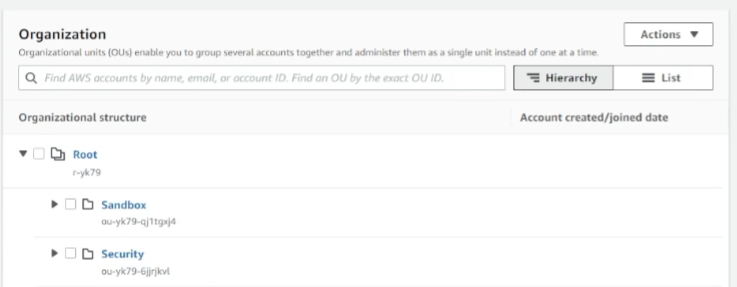 Organization
Actions
Organizational units (OUs) enable you to group several accounts together and administer them as a single unit instead of one at a time.
Find AWS accounts by name, email, or account ID. Find an OU by the exact OU ID.
Hierarchy
List
Organizational structure
Account created/joined date
Root
r-yk79
Sandbox
ou-yk79-qj1tgxj4
Security
ou-yk79-6jjrjkvl